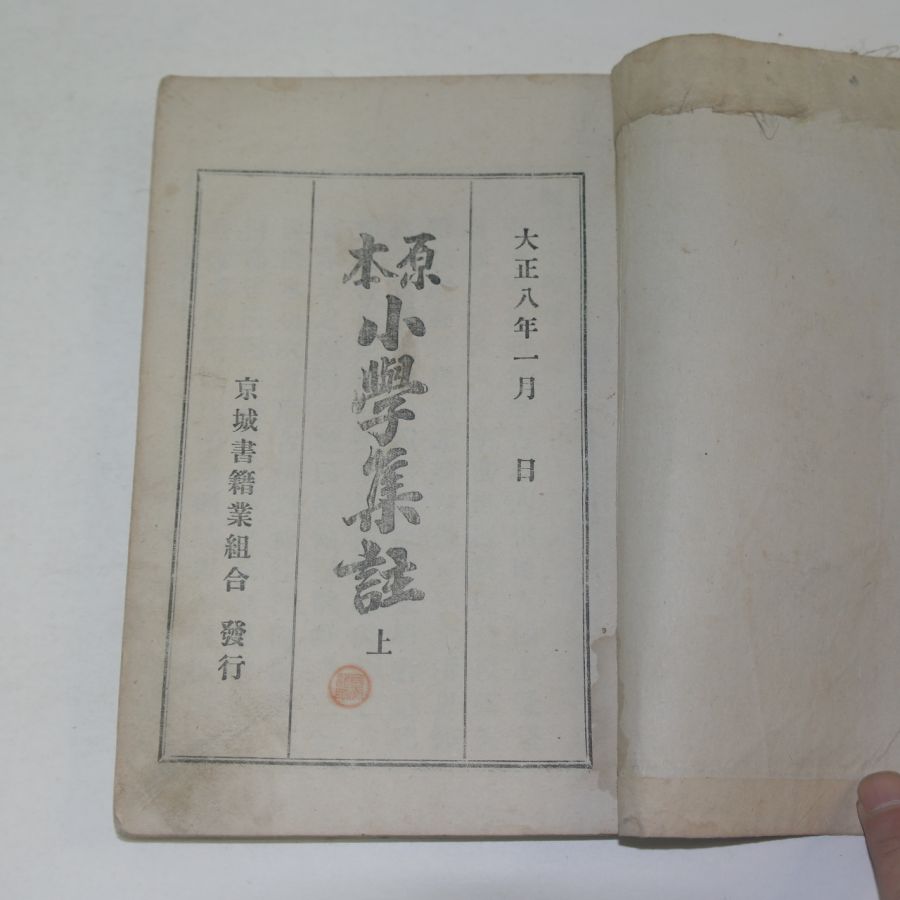 大正八年一月　日
原本
小學集註 上
京城書籍業組合 發行